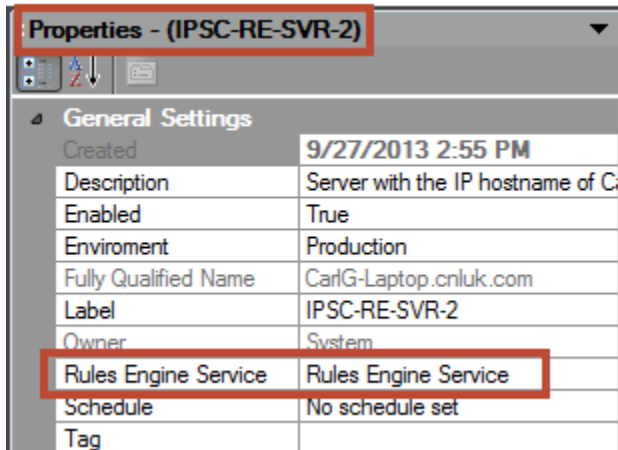 Properties - (IPSC-RE-SVR-2)
General Settings
Created 9/27/2013 2:55 PM
Description Server with the IP hostname of
Enabled True
Enviroment Production
Fully Qualified Name CarlG-Laptop.cnluk.com
Label IPSC-RE-SVR-2
Owner System
Rules Engine Service Rules Engine Service
Schedule No schedule set
Tag